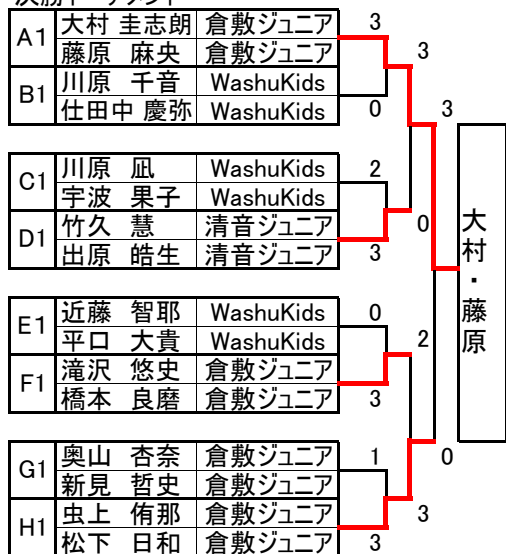 決勝トーナメント
A1 大村 圭志朗 倉敷ジュニア 3
藤原 麻央 倉敷ジュニア 3
B1 川原 千音 WashuKids
仕田中 慶弥 WashuKids 0 3
C1 川原 凪 WashuKids 2
宇波 果子 WashuKids
D1 竹久 慧 清音ジュニア 0
出原 皓生 清音ジュニア 3
大村・藤原
E1 近藤 智耶 WashuKids 0
平口 大貴 WashuKids 2
F1 滝沢 悠史 倉敷ジュニア
橋本 良磨 倉敷ジュニア 3
G1 奥山 杏奈 倉敷ジュニア 1 0
新見 哲史 倉敷ジュニア
H1 虫上 侑那 倉敷ジュニア 3
松下 日和 倉敷ジュニア 3